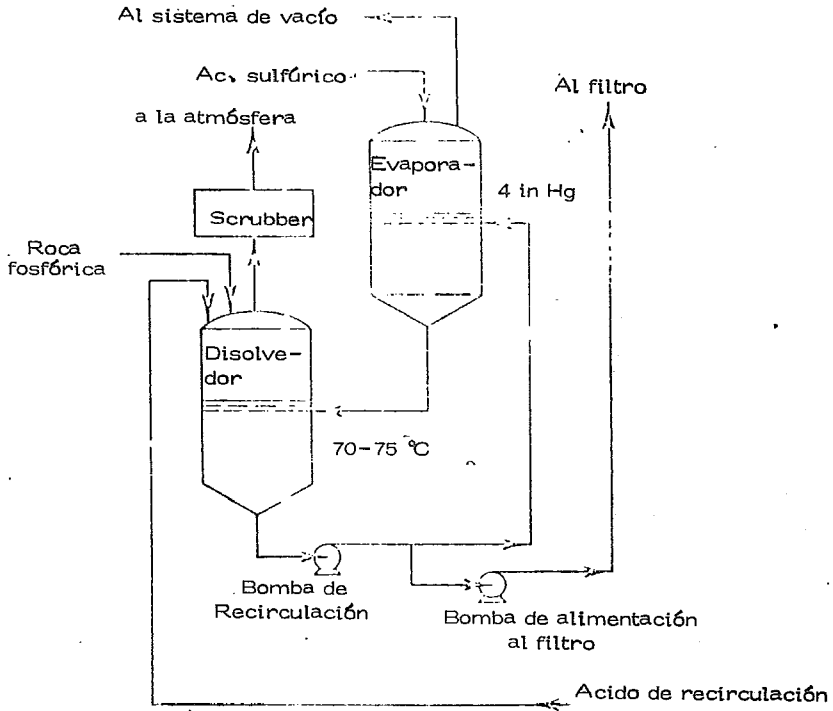 Al sistema de vacío
Ac. sulfúrico
Al filtro
a la atmósfera
Evapora-
dor
4 in Hg
Scrubber
Roca
fosfórica
Disolve-
dor
70-75 °C
Bomba de
Recirculación
Bomba de alimentación
al filtro
Acido de recirculación